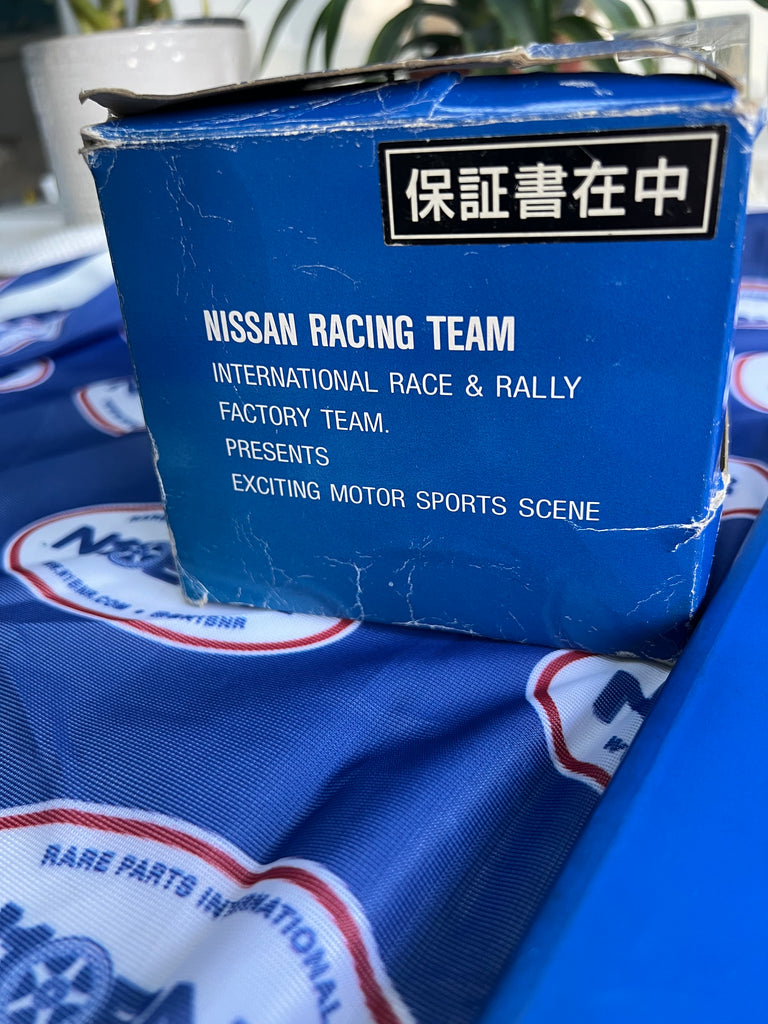 保証書在中
NISSAN RACING TEAM
INTERNATIONAL RACE & RALLY
FACTORY TEAM.
PRESENTS
EXCITING MOTOR SPORTS SCENE
RARE PARTS INTERNATIONAL